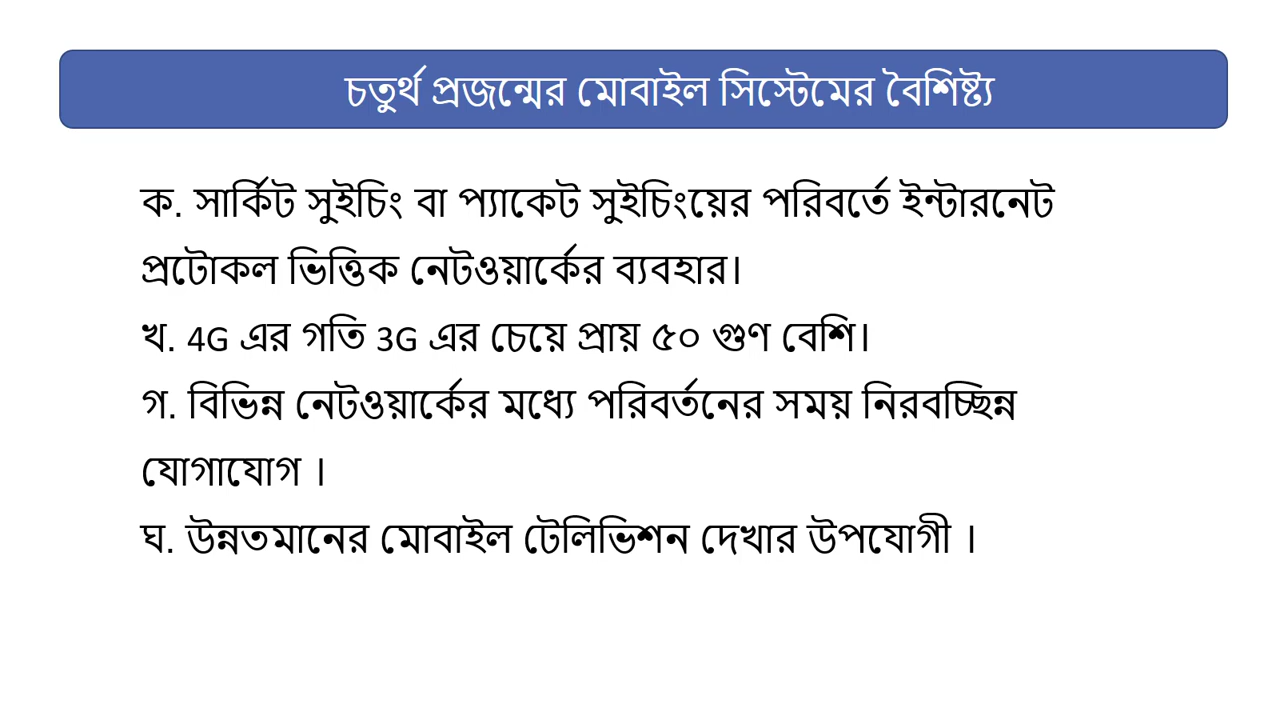 চতুর্থ প্রজন্মের মোবাইল সিস্টেমের বৈশিষ্ট্য
ক. সার্কিট সুইচিং বা প্যাকেট সুইচিংয়ের পরিবর্তে ইন্টারনেট
প্রটোকল ভিত্তিক নেটওয়ার্কের ব্যবহার।
খ. 4G এর গতি 3G এর চেয়ে প্রায় ৫০ গুণ বেশি।
গ. বিভিন্ন নেটওয়ার্কের মধ্যে পরিবর্তনের সময় নিরবচ্ছিন্ন
যোগাযোগ ।
ঘ. উন্নতমানের মোবাইল টেলিভিশন দেখার উপযোগী ।